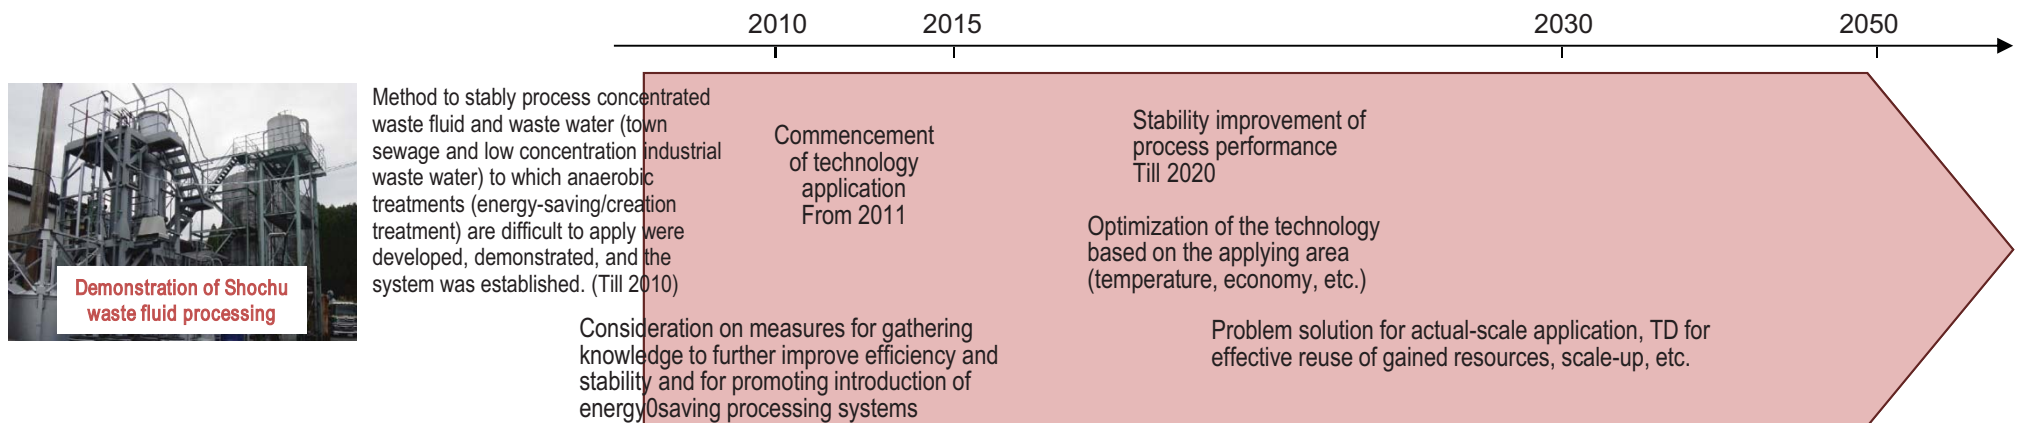 2010 2015 2030 2050
Method to stably process concentrated
waste fluid and waste water (town
sewage and low concentration industrial
waste water) to which anaerobic
treatments (energy-saving/creation
treatment) are difficult to apply were
developed, demonstrated, and the
system was established. (Till 2010)
Demonstration of Shochu
waste fluid processing
Commencement
of technology
application
From 2011
Stability improvement of
process performance
Till 2020
Optimization of the technology
based on the applying area
(temperature, economy, etc.)
Consideration on measures for gathering
knowledge to further improve efficiency and
stability and for promoting introduction of
energy0saving processing systems
Problem solution for actual-scale application, TD for
effective reuse of gained resources, scale-up, etc.